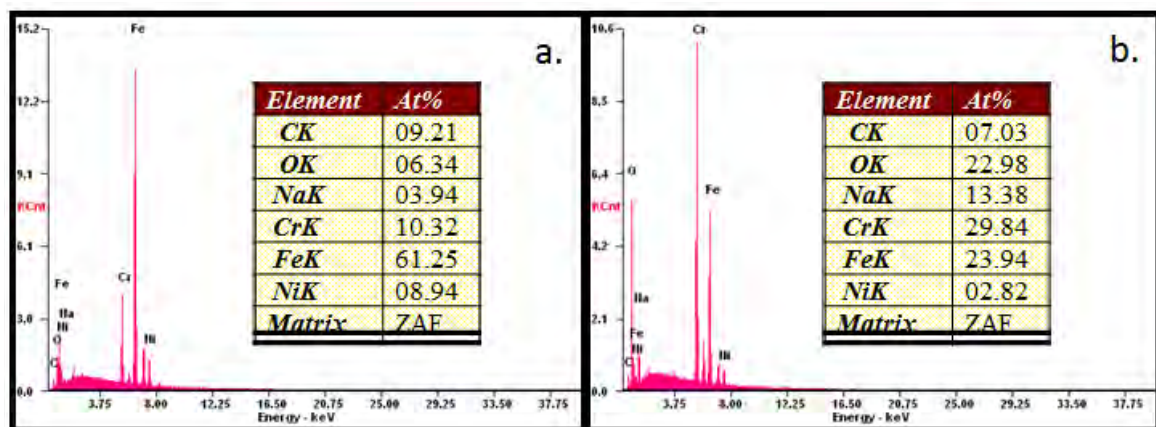 a.
15.2
12.2
9.1
KCnt
6.1
3.0
0.0
Fe
Cr
Ni
Fe
Na
Ni
O
C
Element At%
CK 09.21
OK 06.34
NaK 03.94
CrK 10.32
FeK 61.25
NiK 08.94
Matrix ZAF
3.75 8.00 12.25 16.50 20.75 25.00 29.25 33.50 37.75
Energy - keV
b.
10.6
8.5
6.4
KCnt
4.2
2.1
0.0
Cr
O
Fe
Na
Fe
Ni
C
Ni
Element At%
CK 07.03
OK 22.98
NaK 13.38
CrK 29.84
FeK 23.94
NiK 02.82
Matrix ZAF
3.75 8.00 12.25 16.50 20.75 25.00 29.25 33.50 37.75
Energy - keV